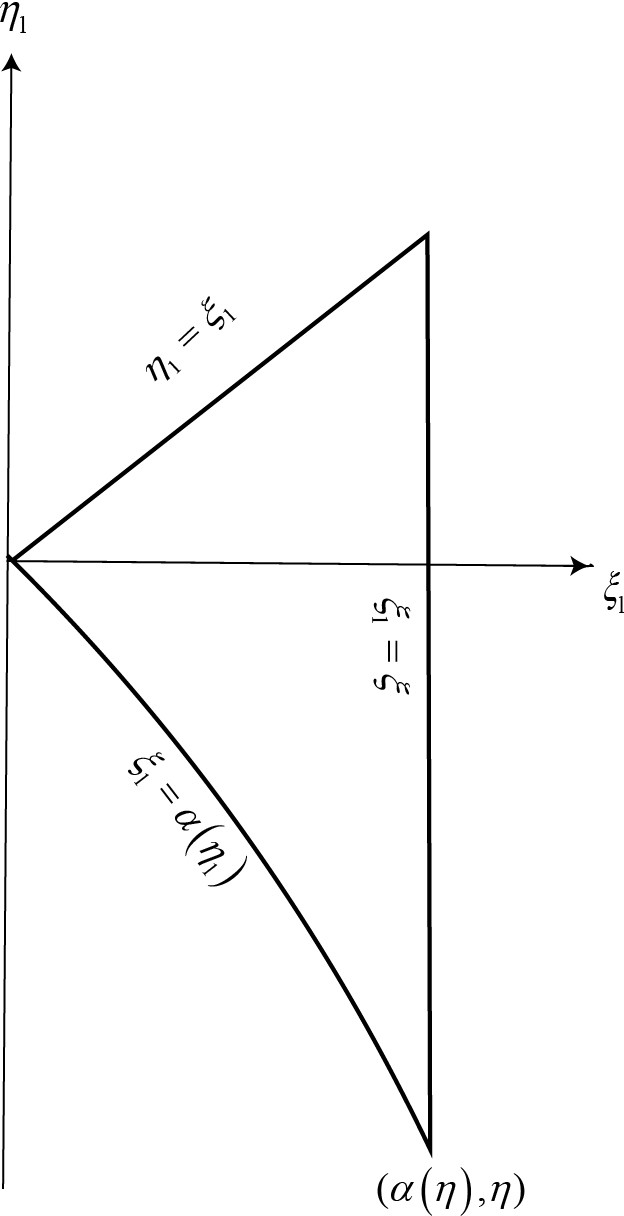 η₁
η₁ = ξ₁
ξ₁
ξ₁ = ξ
ξ₁ = α(η₁)
(α(η),η)